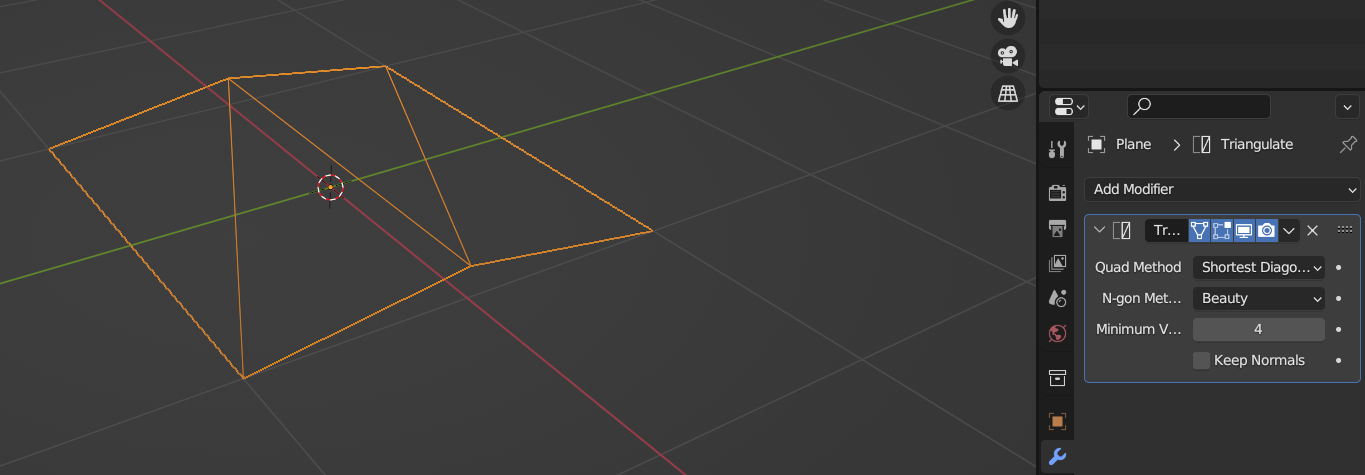 Plane > Triangulate
Add Modifier
Tr...
Quad Method Shortest Diago...
N-gon Met... Beauty
Minimum V... 4
Keep Normals